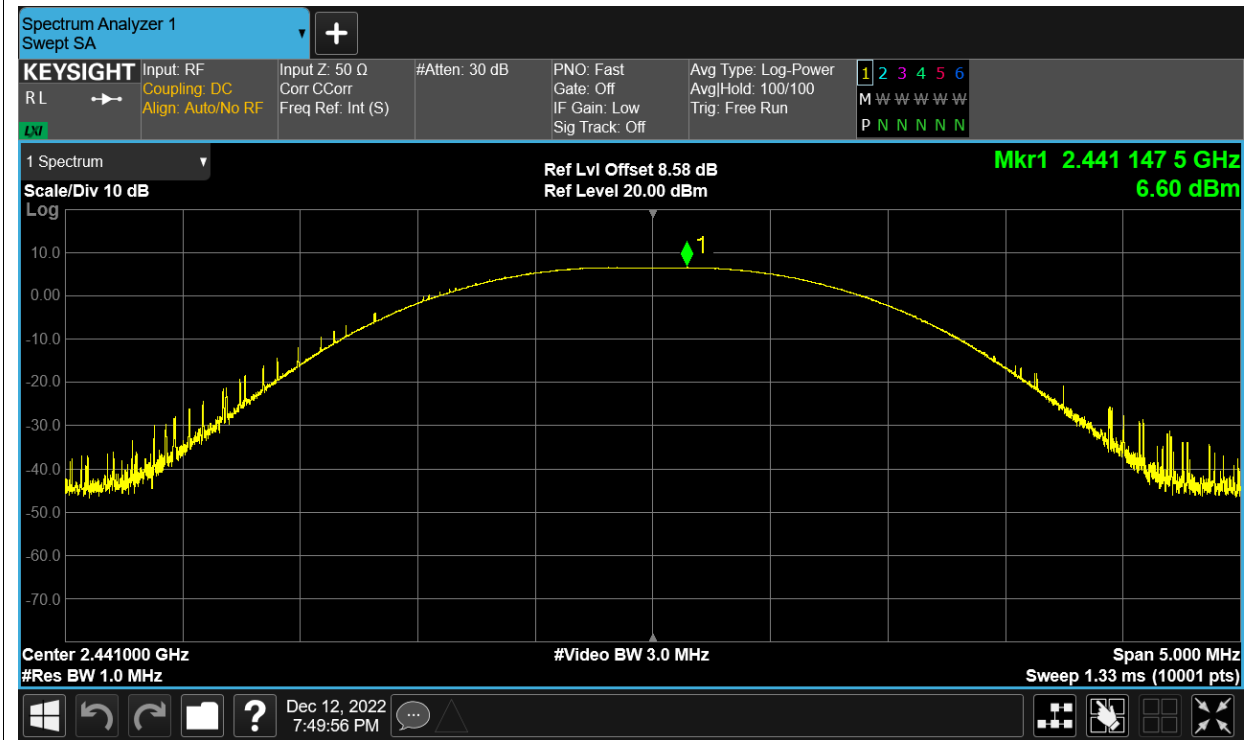 Spectrum Analyzer 1
Swept SA
KEYSIGHT
RL
LXI
Input: RF
Coupling: DC
Align: Auto/No RF
Input Z: 50 Ω
Corr CCorr
Freq Ref: Int (S)
#Atten: 30 dB
PNO: Fast
Gate: Off
IF Gain: Low
Sig Track: Off
Avg Type: Log-Power
Avg|Hold: 100/100
Trig: Free Run
1 2 3 4 5 6
M W W W W W
P N N N N N
1 Spectrum
Scale/Div 10 dB
Log
Ref Lvl Offset 8.58 dB
Ref Level 20.00 dBm
Mkr1 2.441 147 5 GHz
6.60 dBm
1
10.0
0.00
-10.0
-20.0
-30.0
-40.0
-50.0
-60.0
-70.0
Center 2.441000 GHz
#Res BW 1.0 MHz
#Video BW 3.0 MHz
Span 5.000 MHz
Sweep 1.33 ms (10001 pts)
?
Dec 12, 2022
7:49:56 PM